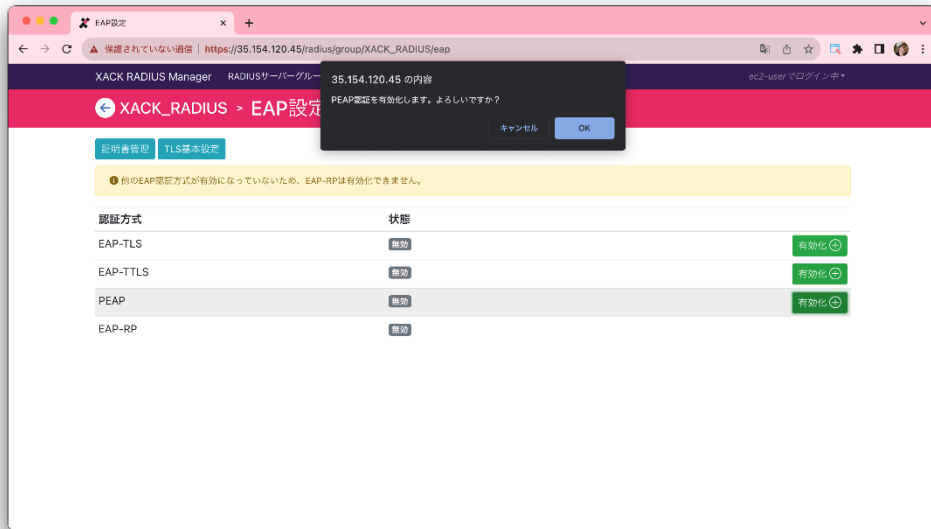 EAP設定
保護されていない通信 | https://35.154.120.45/radius/group/XACK_RADIUS/eap
XACK RADIUS Manager RADIUSサーバーグルー ec2-userでログイン中
35.154.120.45 の内容
PEAP認証を有効化します。よろしいですか？
キャンセル OK
XACK_RADIUS > EAP設定
証明書管理 TLS基本設定
他のEAP認証方式が有効になっていないため、EAP-RPは有効化できません。
認証方式 状態
EAP-TLS 無効 有効化
EAP-TTLS 無効 有効化
PEAP 無効 有効化
EAP-RP 無効